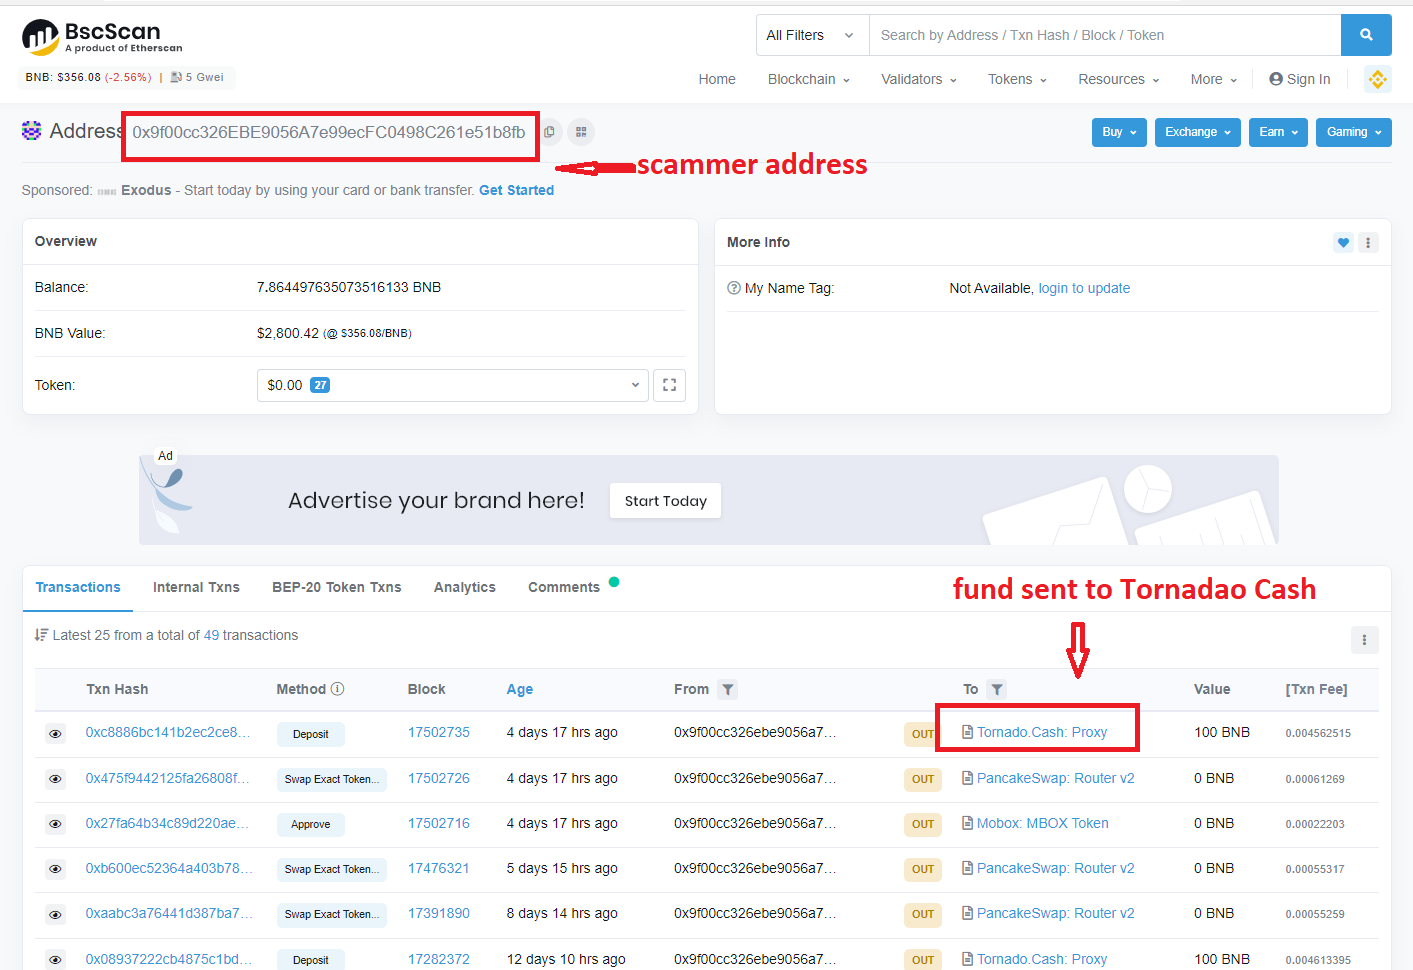 BscScan
A product of Etherscan
All Filters
Search by Address / Txn Hash / Block / Token
BNB: $356.08 (-2.56%) | 5 Gwei
Home Blockchain Validators Tokens Resources More Sign In
Address 0x9f00cc326EBE9056A7e99ecFC0498C261e51b8fb
Buy Exchange Earn Gaming
scammer address
Sponsored: Exodus - Start today by using your card or bank transfer. Get Started
Overview
Balance: 7.864497635073516133 BNB
BNB Value: $2,800.42 (@ $356.08/BNB)
Token: $0.00 27
More Info
My Name Tag: Not Available, login to update
Ad
Advertise your brand here! Start Today
Transactions Internal Txns BEP-20 Token Txns Analytics Comments
fund sent to Tornadao Cash
Latest 25 from a total of 49 transactions
Txn Hash Method Block Age From To Value [Txn Fee]
0xc8886bc141b2ec2ce8... Deposit 17502735 4 days 17 hrs ago 0x9f00cc326ebe9056a7... OUT Tornado.Cash: Proxy 100 BNB 0.004562515
0x475f9442125fa26808f... Swap Exact Token... 17502726 4 days 17 hrs ago 0x9f00cc326ebe9056a7... OUT PancakeSwap: Router v2 0 BNB 0.00061269
0x27fa64b34c89d220ae... Approve 17502716 4 days 17 hrs ago 0x9f00cc326ebe9056a7... OUT Mobox: MBOX Token 0 BNB 0.00022203
0xb600ec52364a403b78... Swap Exact Token... 17476321 5 days 15 hrs ago 0x9f00cc326ebe9056a7... OUT PancakeSwap: Router v2 0 BNB 0.00055317
0xaabc3a76441d387ba7... Swap Exact Token... 17391890 8 days 14 hrs ago 0x9f00cc326ebe9056a7... OUT PancakeSwap: Router v2 0 BNB 0.00055259
0x08937222cb4875c1bd... Deposit 17282372 12 days 10 hrs ago 0x9f00cc326ebe9056a7... OUT Tornado.Cash: Proxy 100 BNB 0.004613395